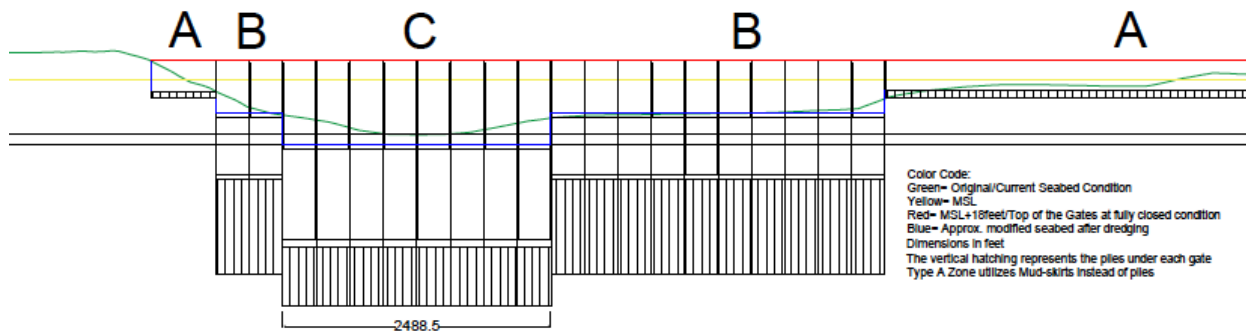 A B C B A
Color Code:
Green= Original/Current Seabed Condition
Yellow= MSL
Red= MSL+18feet/Top of the Gates at fully closed condition
Blue= Approx. modified seabed after dredging
Dimensions in feet
The vertical hatching represents the piles under each gate
Type A Zone utilizes Mud-skirts instead of piles
2488.5